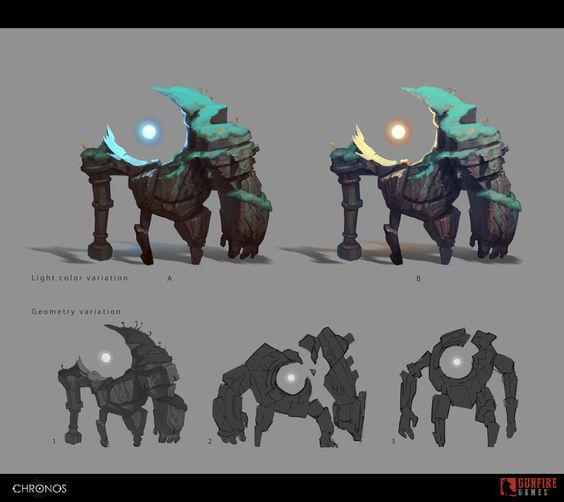 Light color variation
A
B
Geometry variation
1
2
3
CHRONOS
GUNFIRE
GAMES